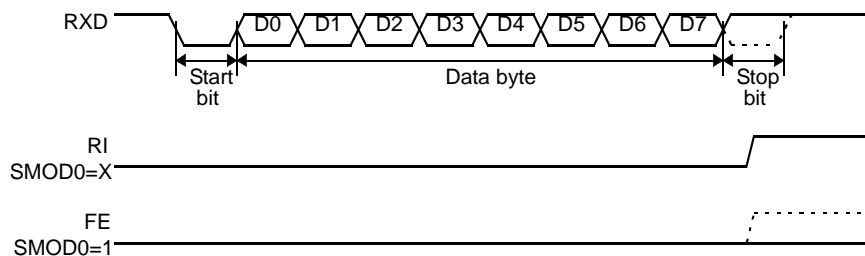 RXD
D0 D1 D2 D3 D4 D5 D6 D7
Start
bit
Data byte
Stop
bit
RI
SMOD0=X
FE
SMOD0=1